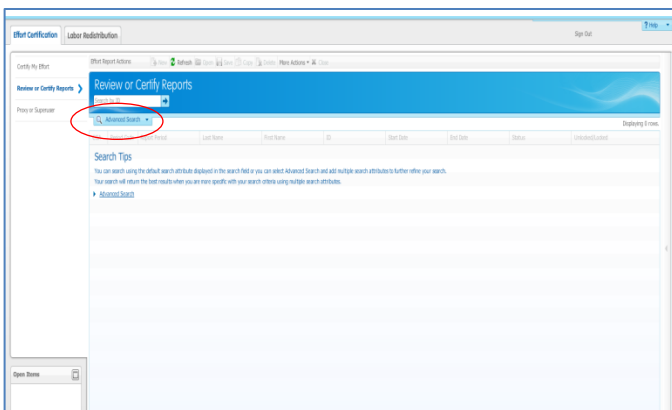 ? Help
Effort Certification Labor Redistribution Sign Out
Certify My Effort
Review or Certify Reports
Proxy or Superuser
Effort Report Actions New Refresh Open Save Copy Delete More Actions Close
Review or Certify Reports
Search by ID
Advanced Search
Displaying 0 rows.
Report Period Last Name First Name ID Start Date End Date Status Unlocked/Locked
Search Tips
You can search using the default search attribute displayed in the search field or you can select Advanced Search and add multiple search attributes to further refine your search.
Your search will return the best results when you are more specific with your search criteria using multiple search attributes.
Advanced Search
Open Items